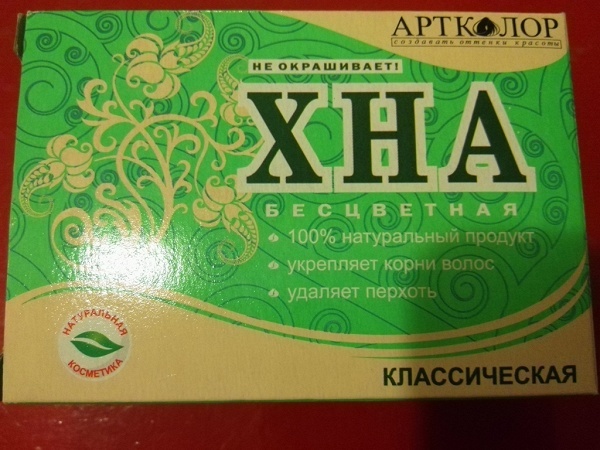 АРТКОЛОР
создавать оттенки красоты
НЕ ОКРАШИВАЕТ!
ХНА
БЕСЦВЕТНАЯ
100% натуральный продукт
укрепляет корни волос
удаляет перхоть
НАТУРАЛЬНАЯ
КОСМЕТИКА
КЛАССИЧЕСКАЯ